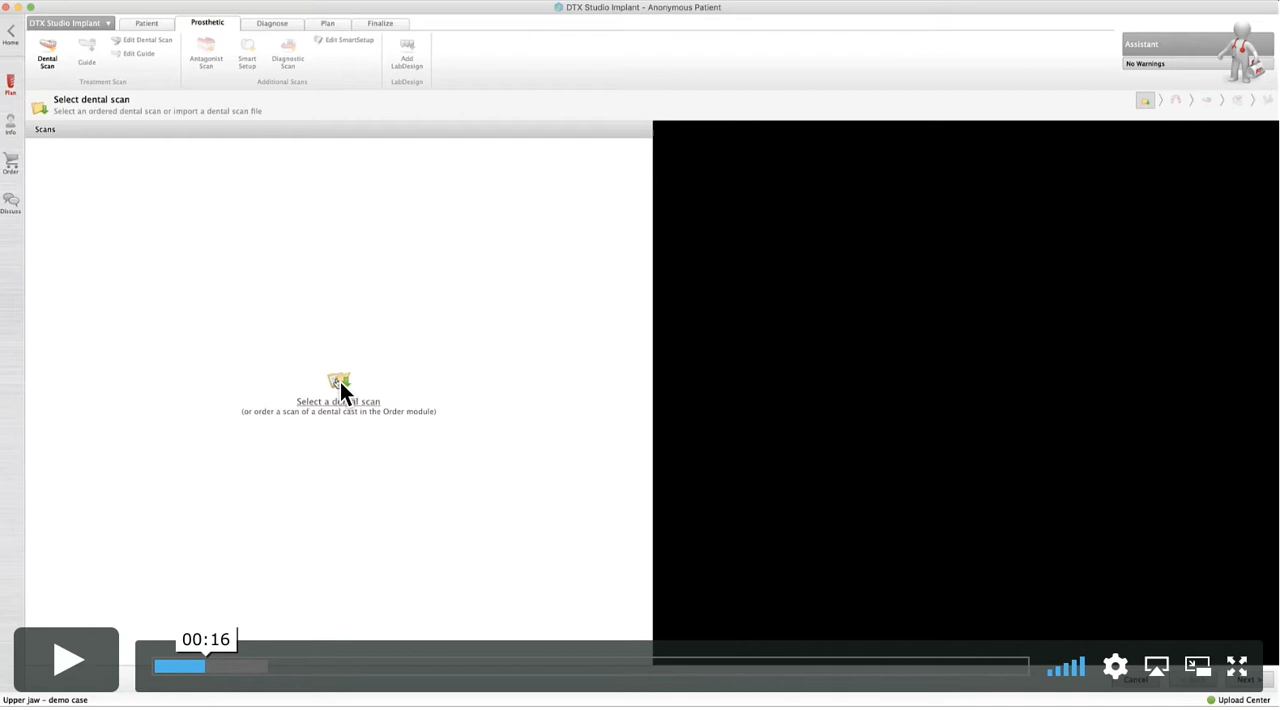 DTX Studio Implant - Anonymous Patient
DTX Studio Implant ▼
Patient
Prosthetic
Diagnose
Plan
Finalize
Home
Dental Scan
Guide
Edit Dental Scan
Edit Guide
Treatment Scan
Antagonist Scan
Smart Setup
Diagnostic Scan
Edit SmartSetup
Additional Scans
Add LabDesign
LabDesign
Assistant
No Warnings
Plan
Info
Order
Discuss
Select dental scan
Select an ordered dental scan or import a dental scan file
Scans
Select a dental scan
(or order a scan of a dental cast in the Order module)
00:16
Cancel
Next >
Upper jaw - demo case
Upload Center